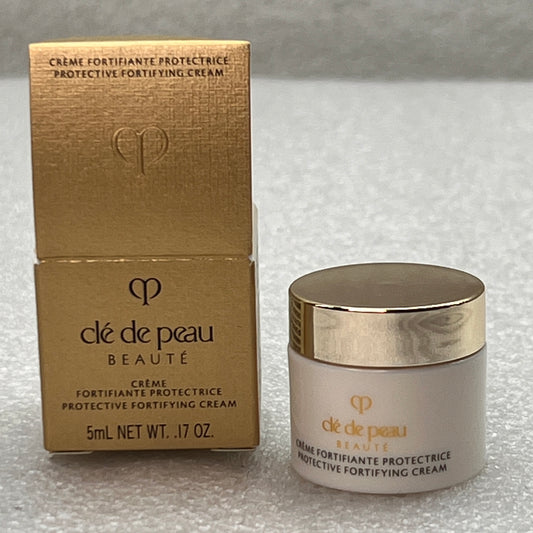 CRÈME FORTIFIANTE PROTECTRICE
PROTECTIVE FORTIFYING CREAM
clé de peau
BEAUTÉ
CRÈME
FORTIFIANTE PROTECTRICE
PROTECTIVE FORTIFYING CREAM
5mL NET WT. .17 OZ.
clé de peau
BEAUTÉ
CRÈME FORTIFIANTE PROTECTRICE
PROTECTIVE FORTIFYING CREAM